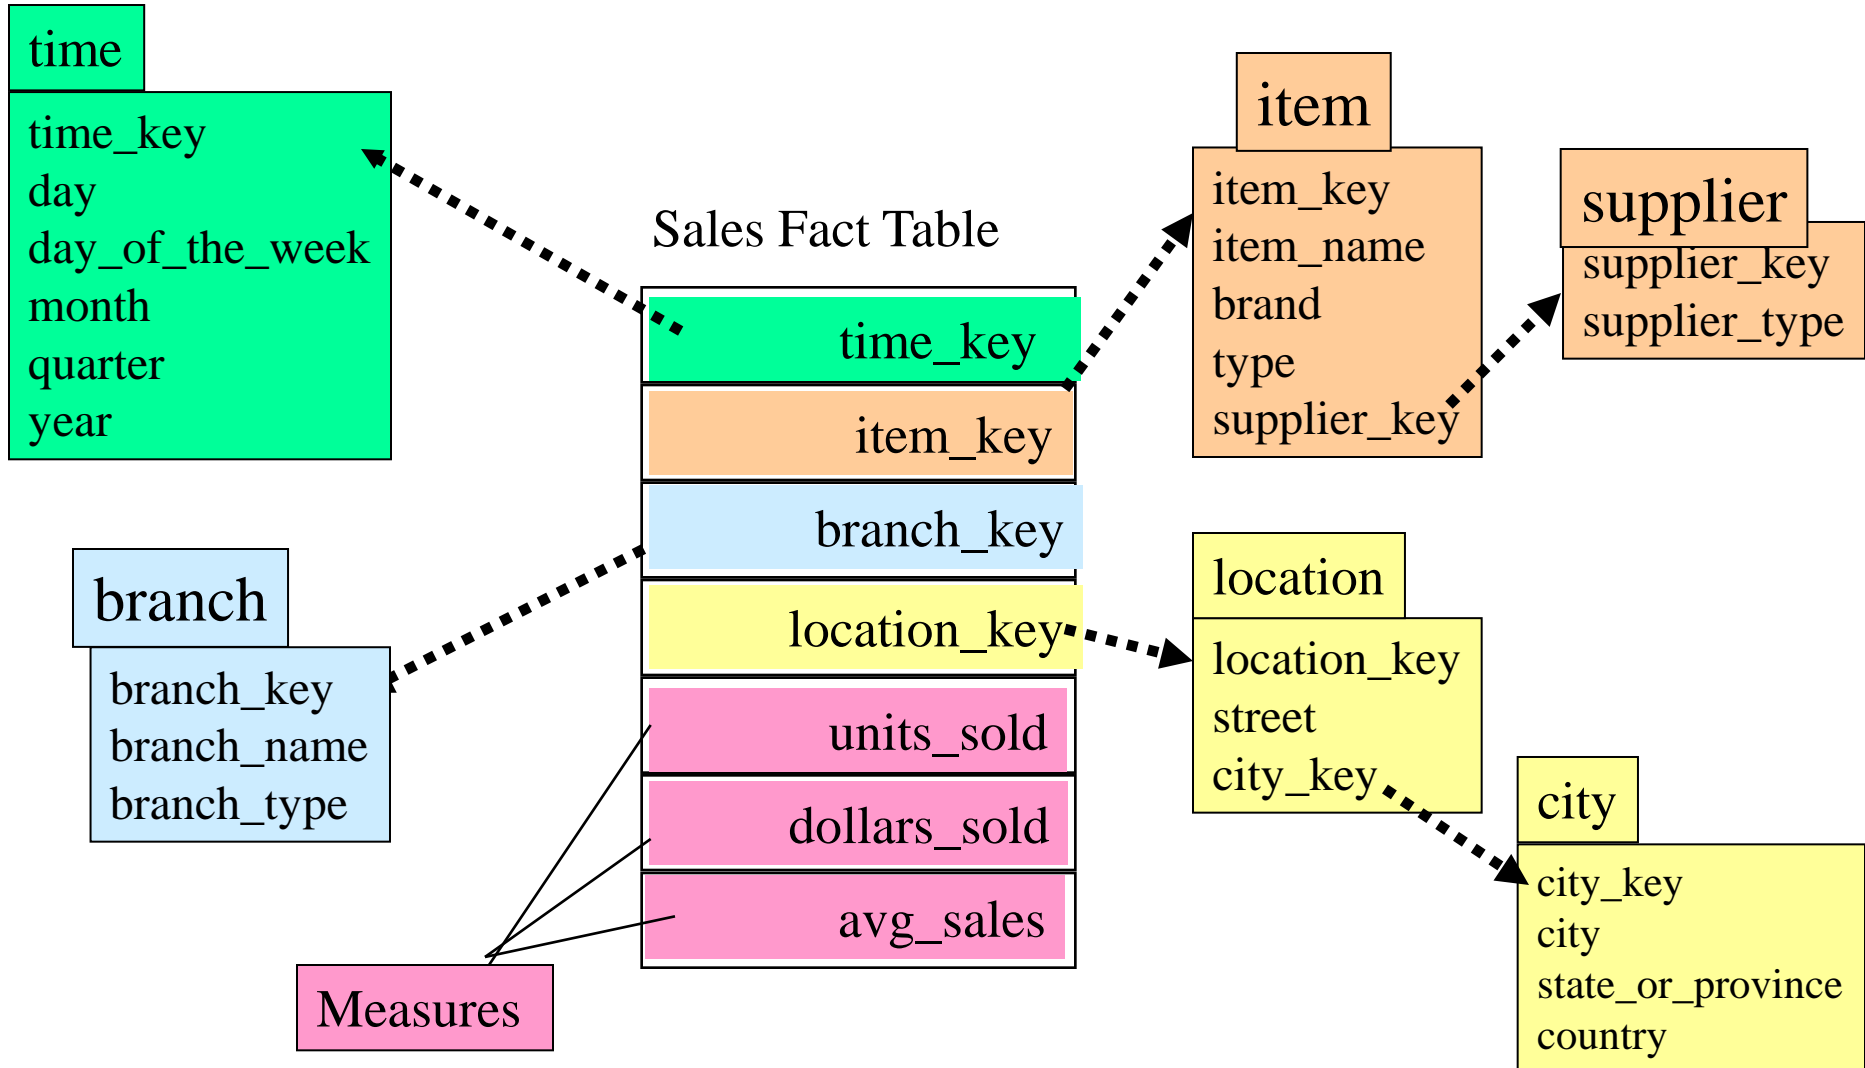 time
time_key
day
day_of_the_week
month
quarter
year
Sales Fact Table
time_key
item_key
branch_key
location_key
units_sold
dollars_sold
avg_sales
Measures
branch
branch_key
branch_name
branch_type
item
item_key
item_name
brand
type
supplier_key
supplier
supplier_key
supplier_type
location
location_key
street
city_key
city
city_key
city
state_or_province
country